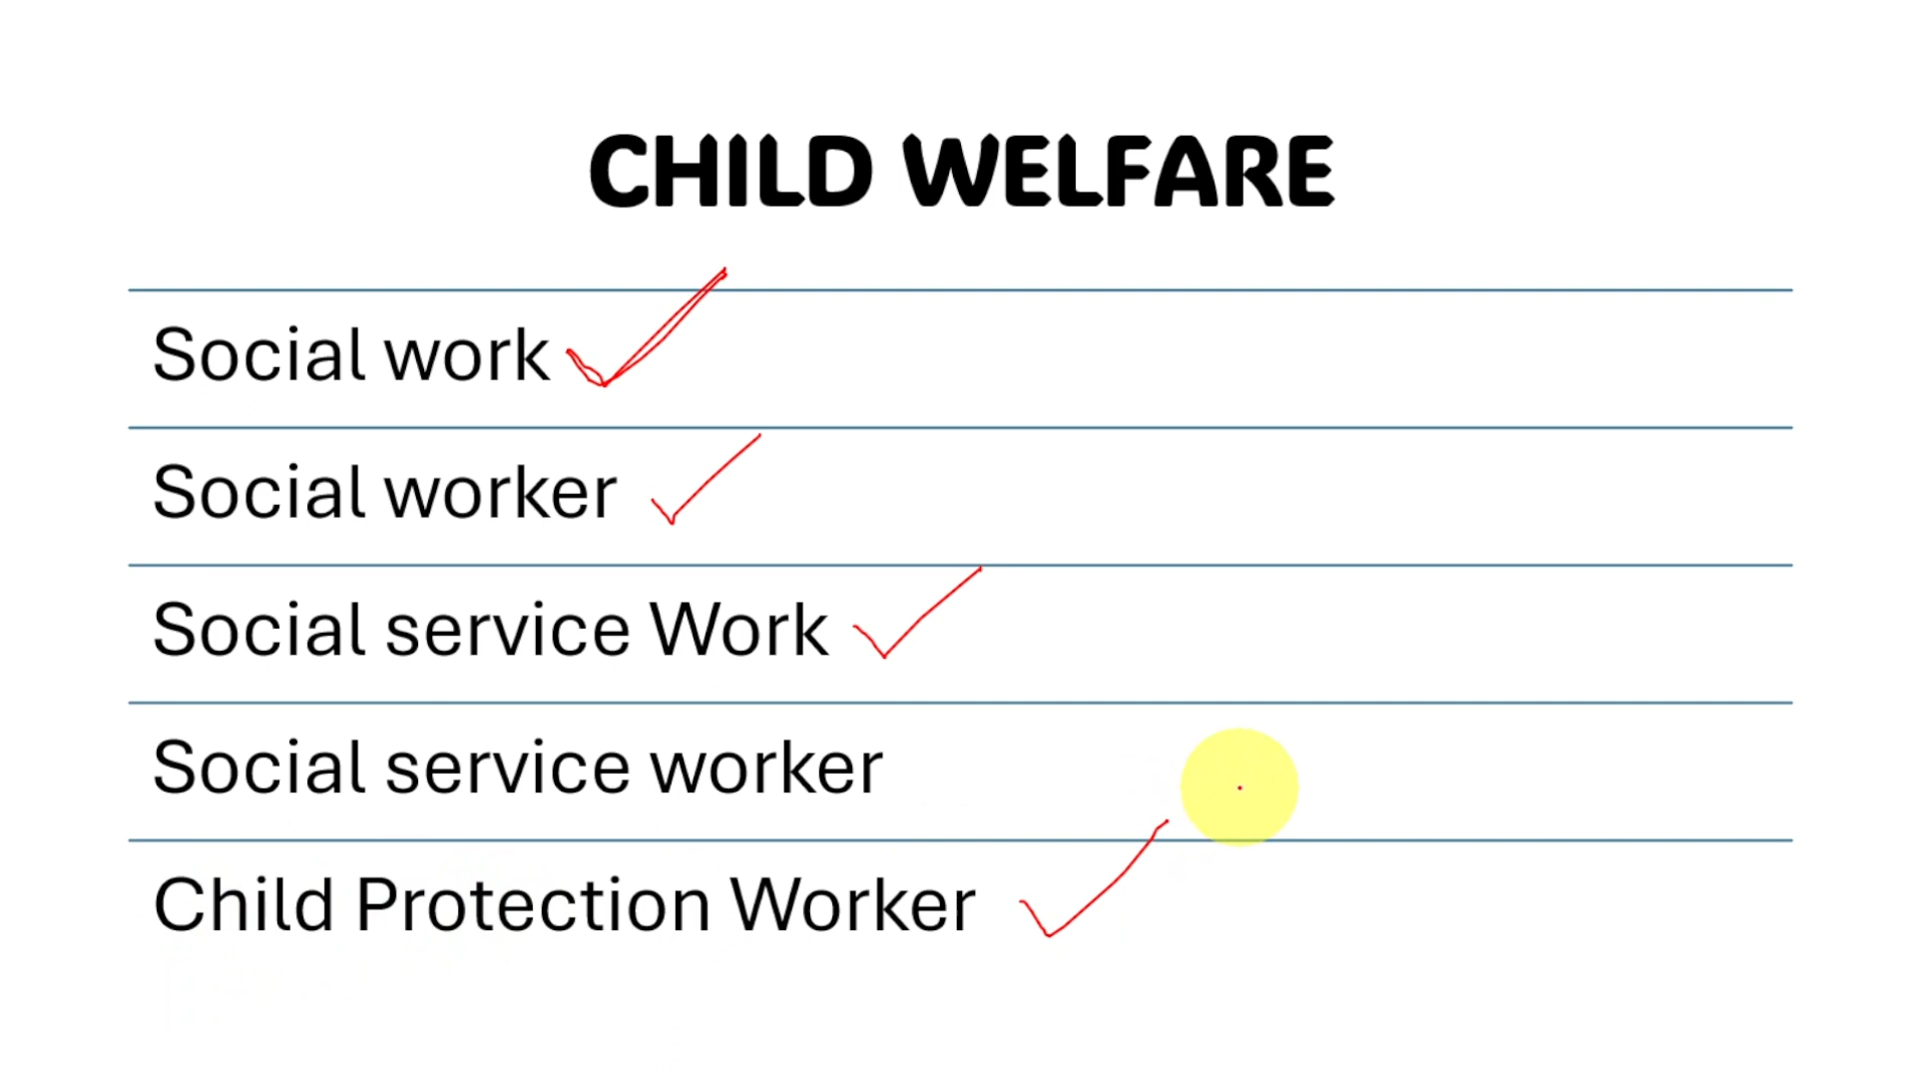 CHILD WELFARE
Social work
Social worker
Social service Work
Social service worker
Child Protection Worker